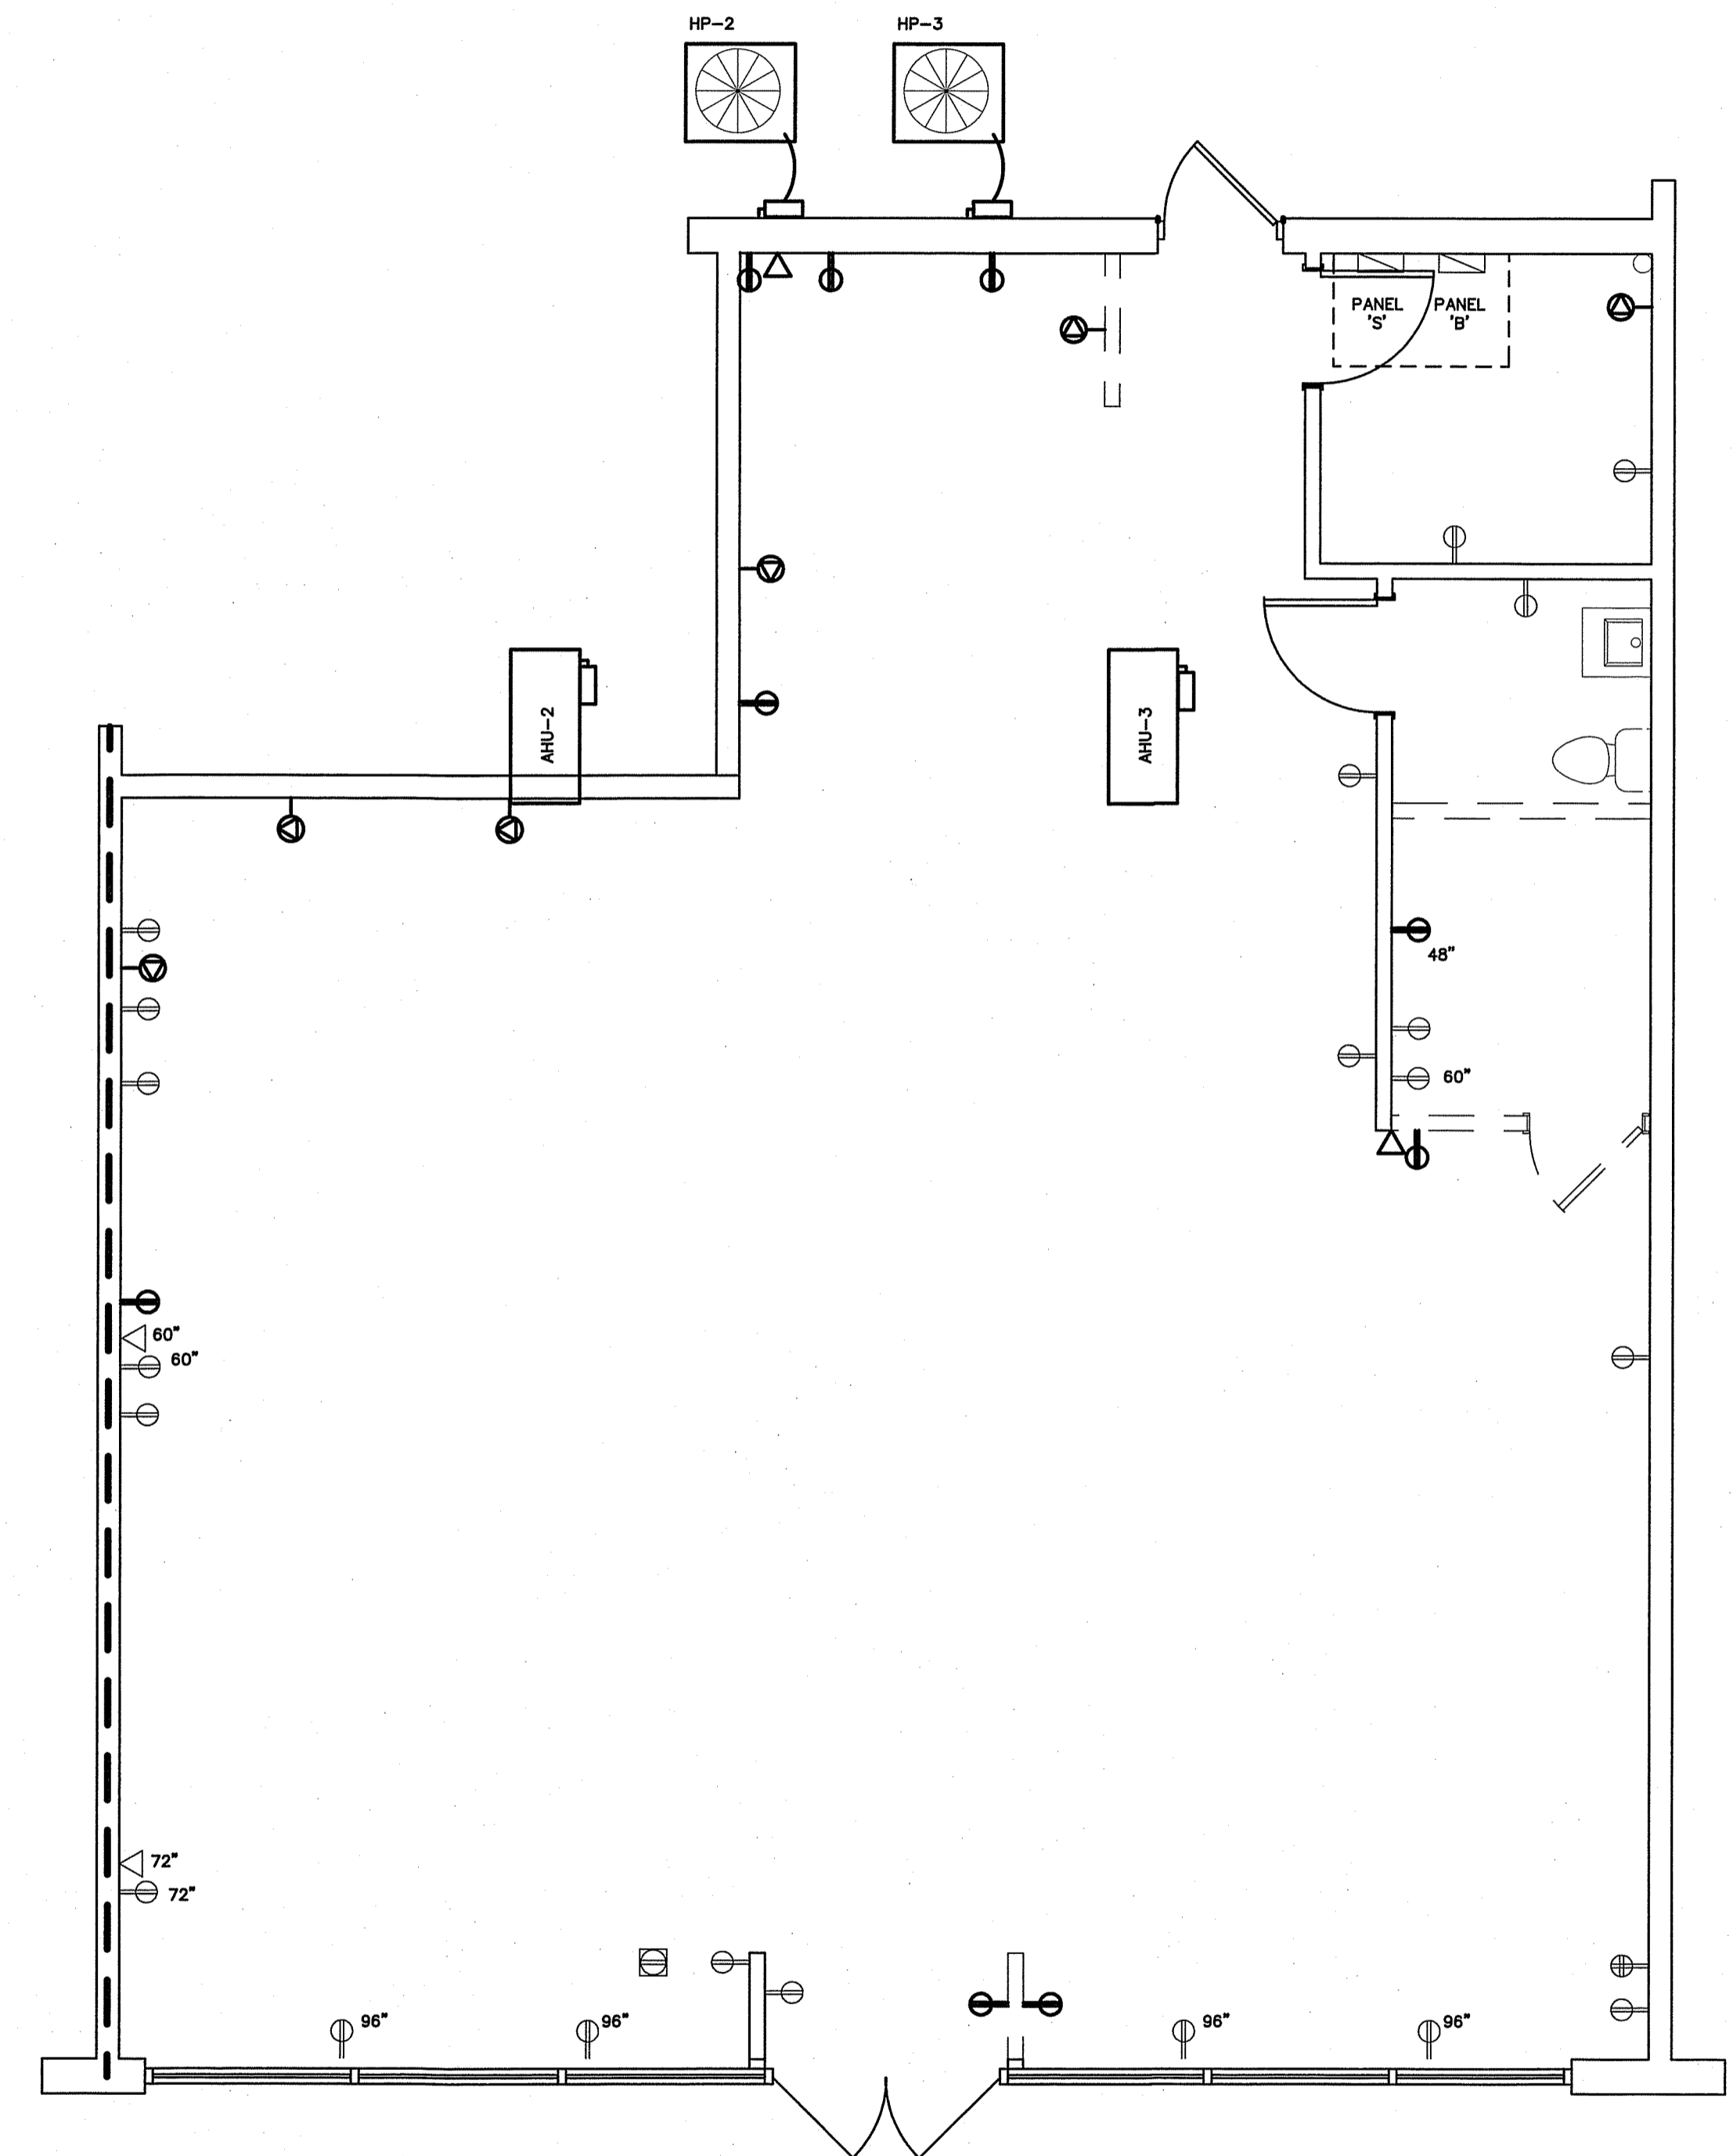 HP-2
HP-3
PANEL
'S'
PANEL
'B'
AHU-2
AHU-3
48"
60"
60"
60"
72"
72"
96"
96"
96"
96"